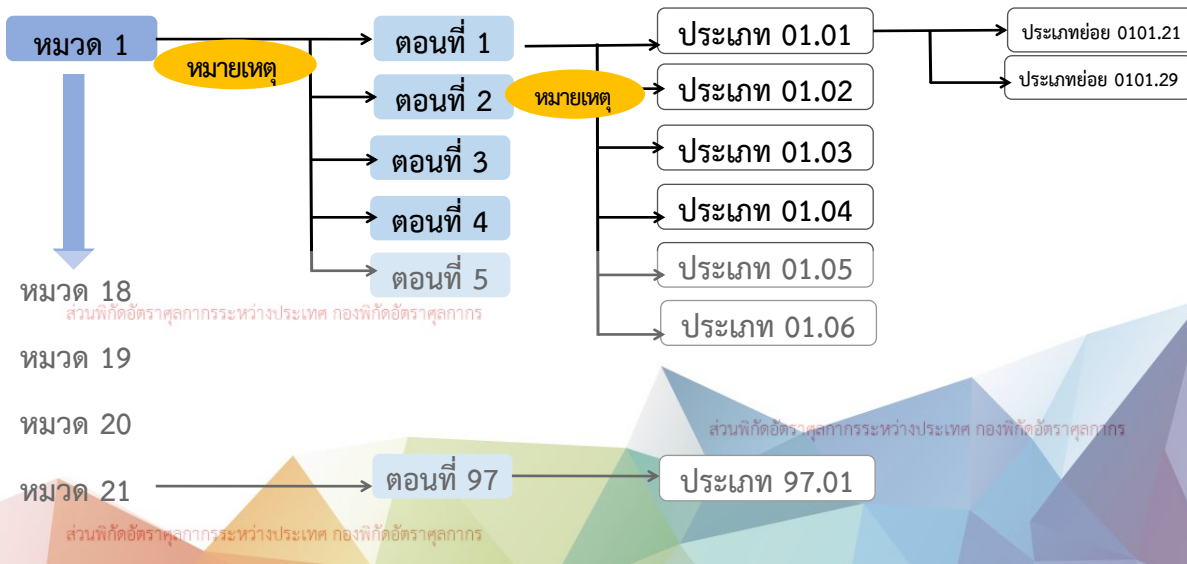 หมวด 1
หมายเหตุ
ตอนที่ 1
ตอนที่ 2
ตอนที่ 3
ตอนที่ 4
ตอนที่ 5
หมายเหตุ
ประเภท 01.01
ประเภท 01.02
ประเภท 01.03
ประเภท 01.04
ประเภท 01.05
ประเภท 01.06
ประเภทย่อย 0101.21
ประเภทย่อย 0101.29
หมวด 18
ส่วนพิกัดอัตราศุลกากรระหว่างประเทศ กองพิกัดอัตราศุลกากร
หมวด 19
หมวด 20
ส่วนพิกัดอัตราศุลกากรระหว่างประเทศ กองพิกัดอัตราศุลกากร
หมวด 21
ตอนที่ 97
ประเภท 97.01
ส่วนพิกัดอัตราศุลกากรระหว่างประเทศ กองพิกัดอัตราศุลกากร